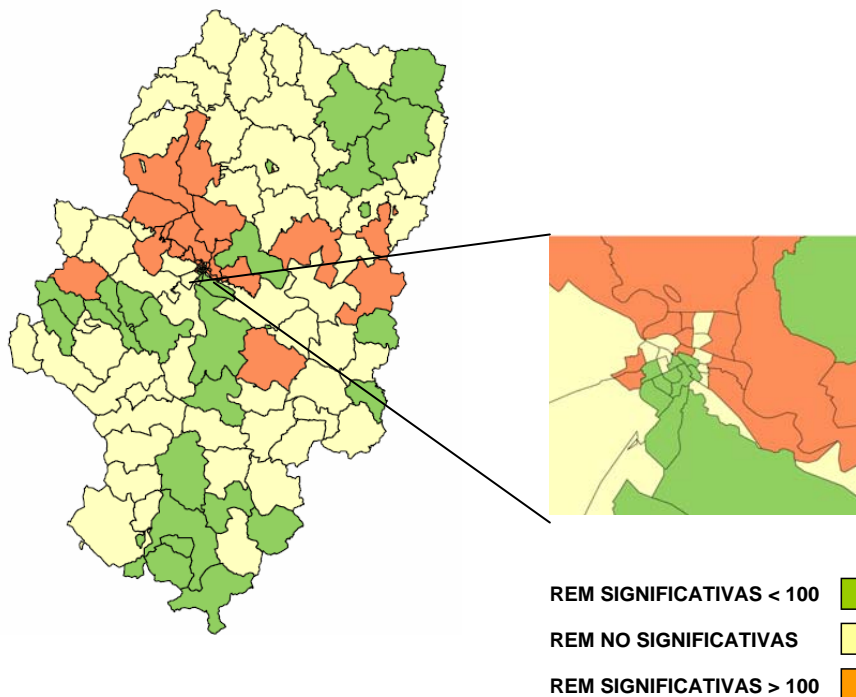 REM SIGNIFICATIVAS < 100
REM NO SIGNIFICATIVAS
REM SIGNIFICATIVAS > 100